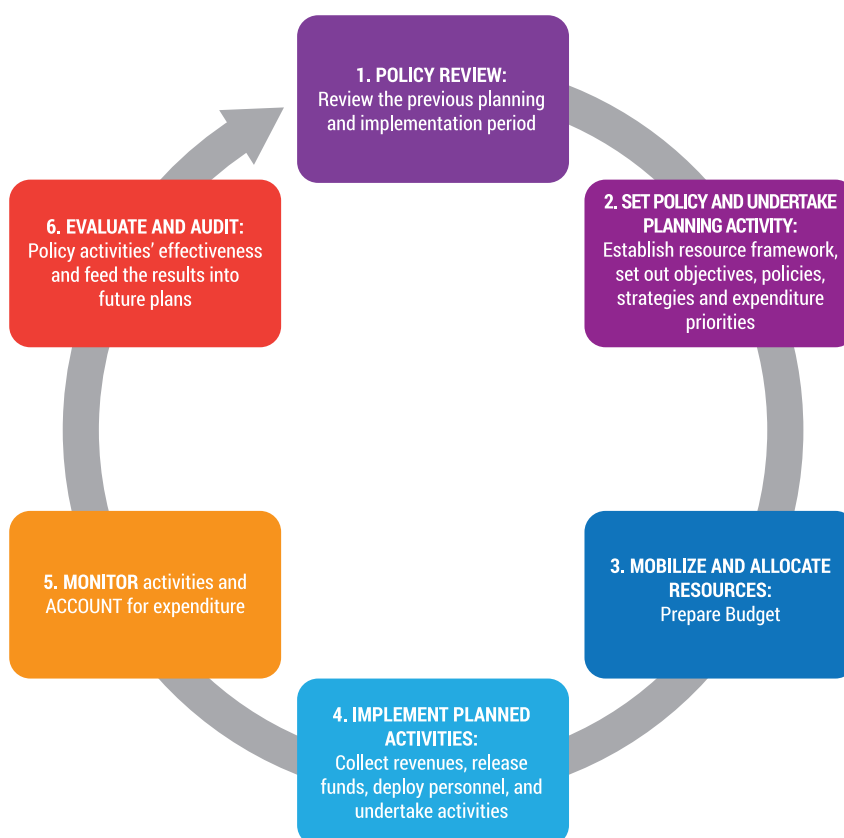 1. POLICY REVIEW:
Review the previous planning
and implementation period
2. SET POLICY AND UNDERTAKE
PLANNING ACTIVITY:
Establish resource framework,
set out objectives, policies,
strategies and expenditure
priorities
3. MOBILIZE AND ALLOCATE
RESOURCES:
Prepare Budget
4. IMPLEMENT PLANNED
ACTIVITIES:
Collect revenues, release
funds, deploy personnel, and
undertake activities
5. MONITOR activities and
ACCOUNT for expenditure
6. EVALUATE AND AUDIT:
Policy activities’ effectiveness
and feed the results into
future plans